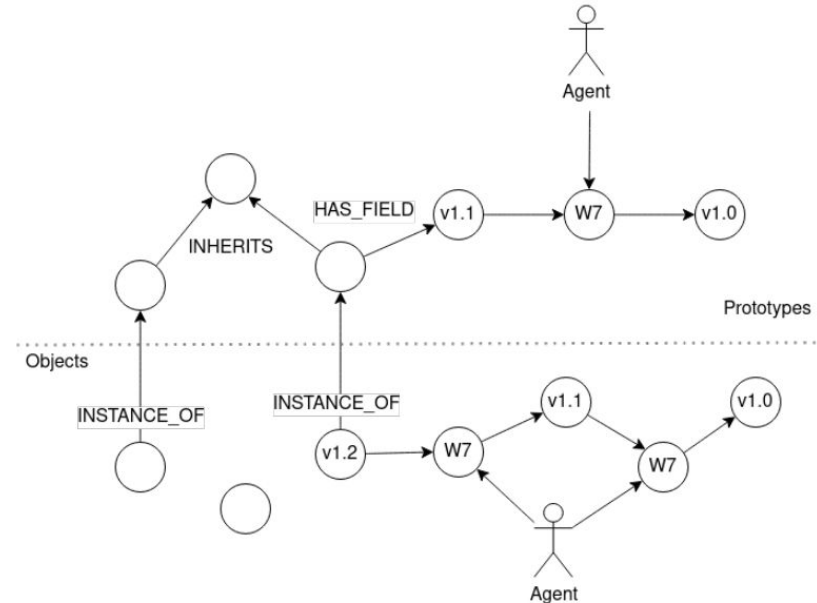 Agent
HAS_FIELD
v1.1
W7
v1.0
INHERITS
Prototypes
Objects
INSTANCE_OF
INSTANCE_OF
v1.1
v1.0
v1.2
W7
W7
Agent